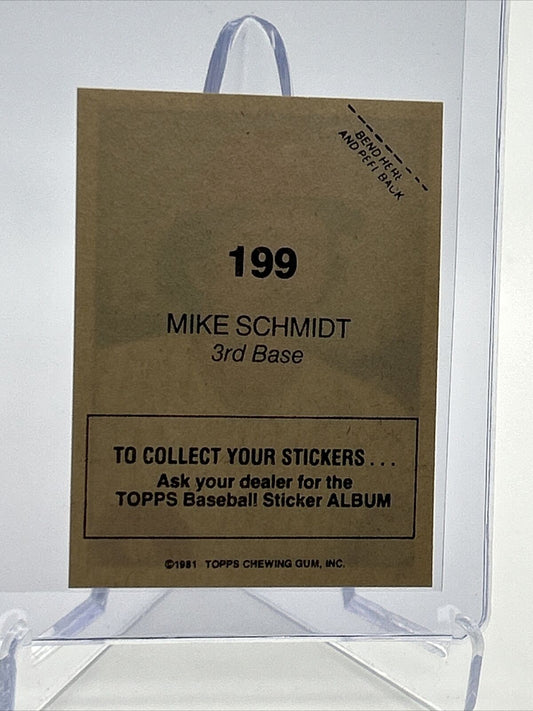 BEND HERE
AND PEEL BACK
199
MIKE SCHMIDT
3rd Base
TO COLLECT YOUR STICKERS...
Ask your dealer for the
TOPPS Baseball Sticker ALBUM
©1981 TOPPS CHEWING GUM, INC.